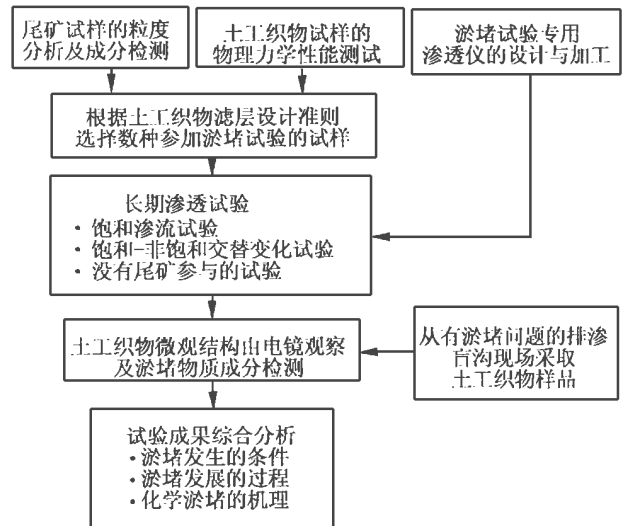 尾矿试样的粒度
分析及成分检测
土工织物试样的
物理力学性能测试
淤堵试验专用
渗透仪的设计与加工
根据土工织物滤层设计准则
选择数种参加淤堵试验的试样
长期渗透试验
· 饱和渗流试验
· 饱和-非饱和交替变化试验
· 没有尾矿参与的试验
土工织物微观结构由电镜观察
及淤堵物质成分检测
从有淤堵问题的排渗
盲沟现场采取
土工织物样品
试验成果综合分析
·淤堵发生的条件
·淤堵发展的过程
·化学淤堵的机理